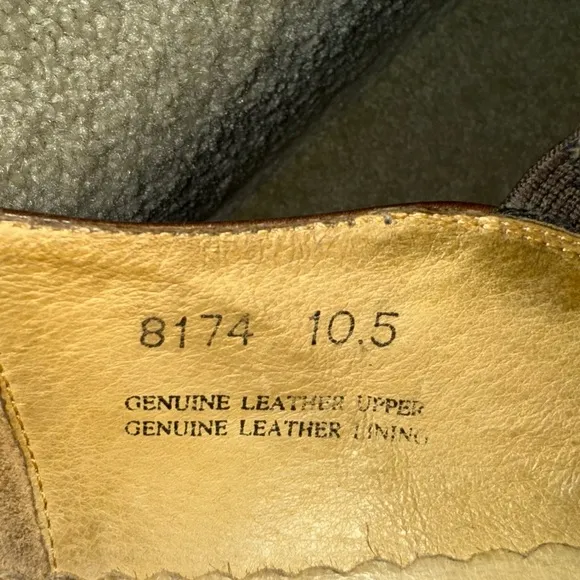 8174 10.5
GENUINE LEATHER UPPER
GENUINE LEATHER LINING